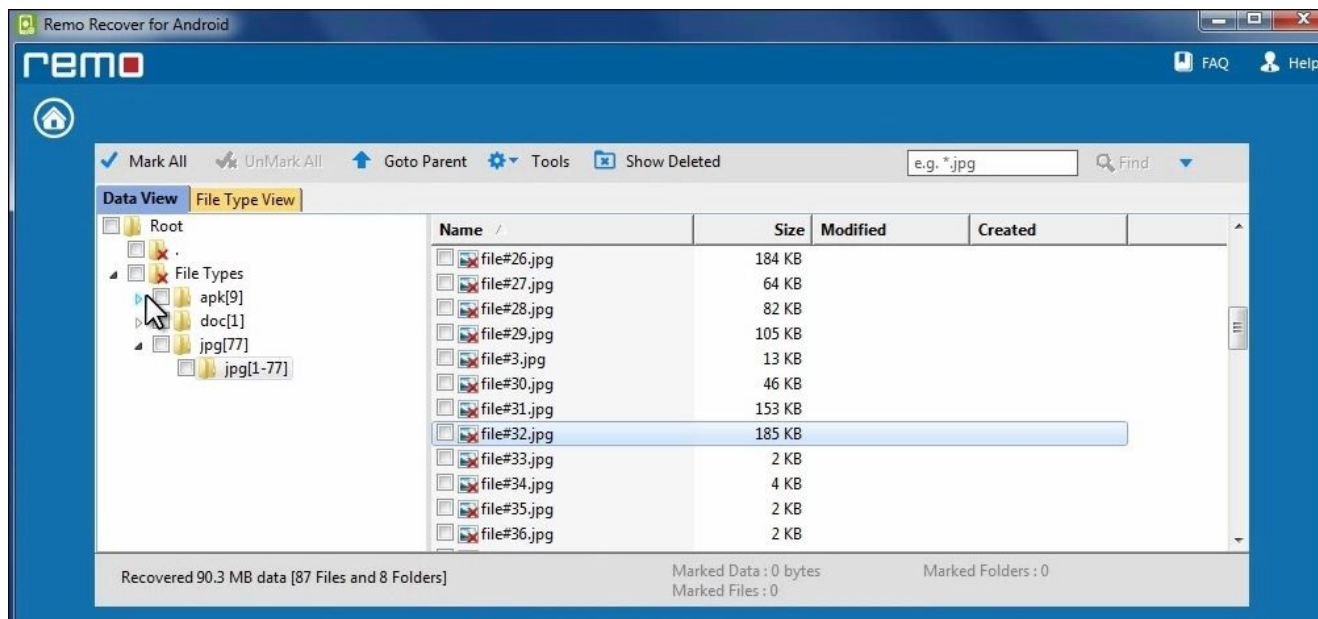 Remo Recover for Android
remo
FAQ Help
Mark All UnMark All Goto Parent Tools Show Deleted e.g. *.jpg Find
Data View File Type View
Root
.
File Types
apk[9]
doc[1]
jpg[77]
jpg[1-77]
Name Size Modified Created
file#26.jpg 184 KB
file#27.jpg 64 KB
file#28.jpg 82 KB
file#29.jpg 105 KB
file#3.jpg 13 KB
file#30.jpg 46 KB
file#31.jpg 153 KB
file#32.jpg 185 KB
file#33.jpg 2 KB
file#34.jpg 4 KB
file#35.jpg 2 KB
file#36.jpg 2 KB
Recovered 90.3 MB data [87 Files and 8 Folders]
Marked Data : 0 bytes Marked Folders : 0
Marked Files : 0